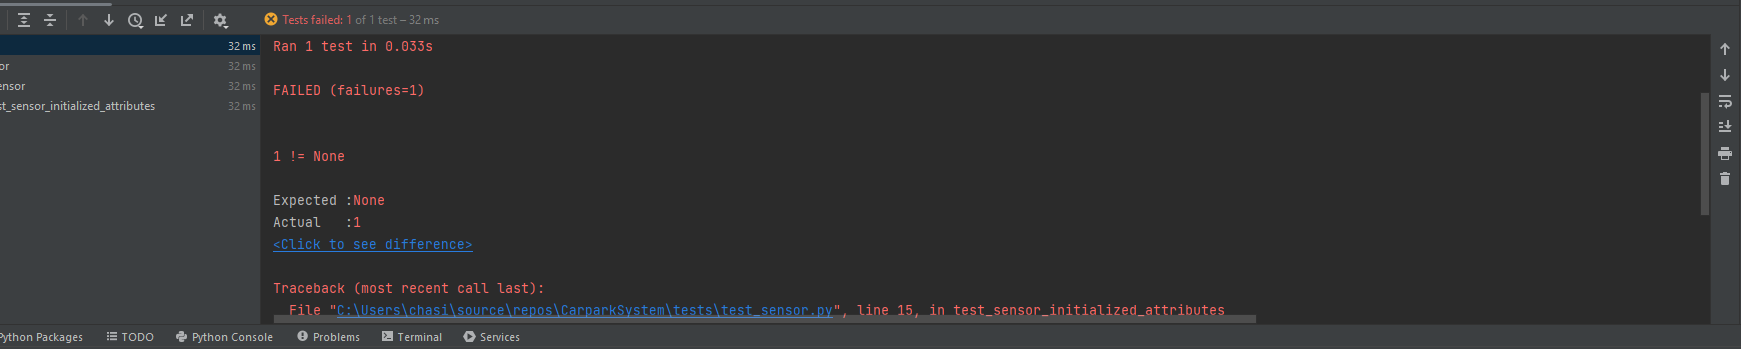 Tests failed: 1 of 1 test – 32 ms
32 ms
or 32 ms
ensor 32 ms
st_sensor_initialized_attributes 32 ms
Ran 1 test in 0.033s
FAILED (failures=1)
1 != None
Expected :None
Actual   :1
<Click to see difference>
Traceback (most recent call last):
File "C:\Users\chasi\source\repos\CarparkSystem\tests\test_sensor.py", line 15, in test_sensor_initialized_attributes
Python Packages TODO Python Console Problems Terminal Services